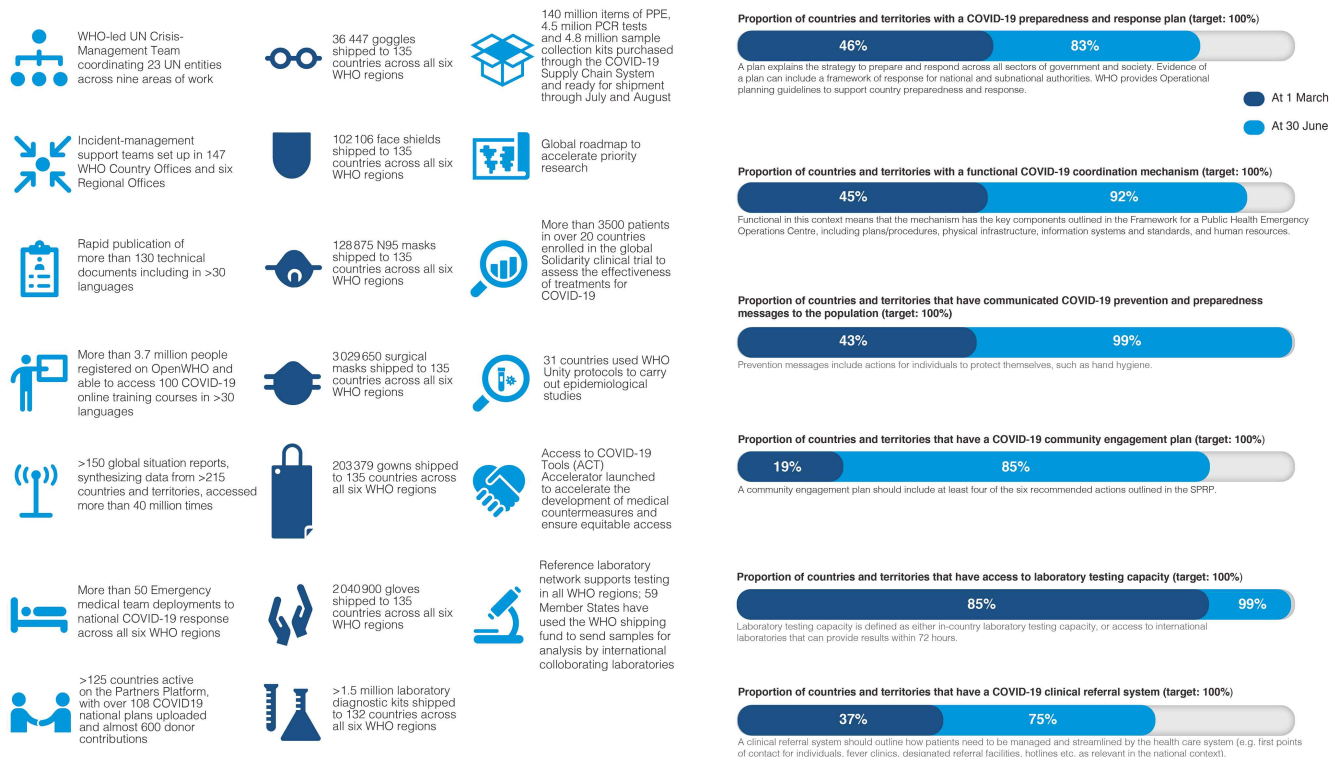 WHO-led UN Crisis-
Management Team
coordinating 23 UN entities
across nine areas of work
Incident-management
support teams set up in 147
WHO Country Offices and six
Regional Offices
Rapid publication of
more than 130 technical
documents including in >30
languages
More than 3.7 million people
registered on OpenWHO and
able to access 100 COVID-19
online training courses in >30
languages
>150 global situation reports,
synthesizing data from >215
countries and territories, accessed
more than 40 million times
More than 50 Emergency
medical team deployments to
national COVID-19 response
across all six WHO regions
>125 countries active
on the Partners Platform,
with over 108 COVID19
national plans uploaded
and almost 600 donor
contributions
36 447 goggles
shipped to 135
countries across all six
WHO regions
102 106 face shields
shipped to 135
countries across all six
WHO regions
128 875 N95 masks
shipped to 135
countries across all six
WHO regions
3 029 650 surgical
masks shipped to 135
countries across all six
WHO regions
203 379 gowns shipped
to 135 countries across
all six WHO regions
2 040 900 gloves
shipped to 135
countries across all six
WHO regions
>1.5 million laboratory
diagnostic kits shipped
to 132 countries across
all six WHO regions
140 million items of PPE,
4.5 milion PCR tests
and 4.8 million sample
collection kits purchased
through the COVID-19
Supply Chain System
and ready for shipment
through July and August
Global roadmap to
accelerate priority
research
More than 3500 patients
in over 20 countries
enrolled in the global
Solidarity clinical trial to
assess the effectiveness
of treatments for
COVID-19
31 countries used WHO
Unity protocols to carry
out epidemiological
studies
Access to COVID-19
Tools (ACT)
Accelerator launched
to accelerate the
development of medical
countermeasures and
ensure equitable access
Reference laboratory
network supports testing
in all WHO regions; 59
Member States have
used the WHO shipping
fund to send samples for
analysis by international
colloborating laboratories
Proportion of countries and territories with a COVID-19 preparedness and response plan (target: 100%)
46% 83%
A plan explains the strategy to prepare and respond across all sectors of government and society. Evidence of
a plan can include a framework of response for national and subnational authorities. WHO provides Operational
planning guidelines to support country preparedness and response.
At 1 March
At 30 June
Proportion of countries and territories with a functional COVID-19 coordination mechanism (target: 100%)
45% 92%
Functional in this context means that the mechanism has the key components outlined in the Framework for a Public Health Emergency
Operations Centre, including plans/procedures, physical infrastructure, information systems and standards, and human resources.
Proportion of countries and territories that have communicated COVID-19 prevention and preparedness
messages to the population (target: 100%)
43% 99%
Prevention messages include actions for individuals to protect themselves, such as hand hygiene.
Proportion of countries and territories that have a COVID-19 community engagement plan (target: 100%)
19% 85%
A community engagement plan should include at least four of the six recommended actions outlined in the SPRP.
Proportion of countries and territories that have access to laboratory testing capacity (target: 100%)
85% 99%
Laboratory testing capacity is defined as either in-country laboratory testing capacity, or access to international
laboratories that can provide results within 72 hours.
Proportion of countries and territories that have a COVID-19 clinical referral system (target: 100%)
37% 75%
A clinical referral system should outline how patients need to be managed and streamlined by the health care system (e.g. first points
of contact for individuals, fever clinics, designated referral facilities, hotlines etc. as relevant in the national context).